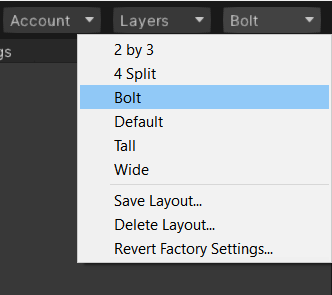 Account Layers Bolt
gs
2 by 3
4 Split
Bolt
Default
Tall
Wide
Save Layout...
Delete Layout...
Revert Factory Settings...